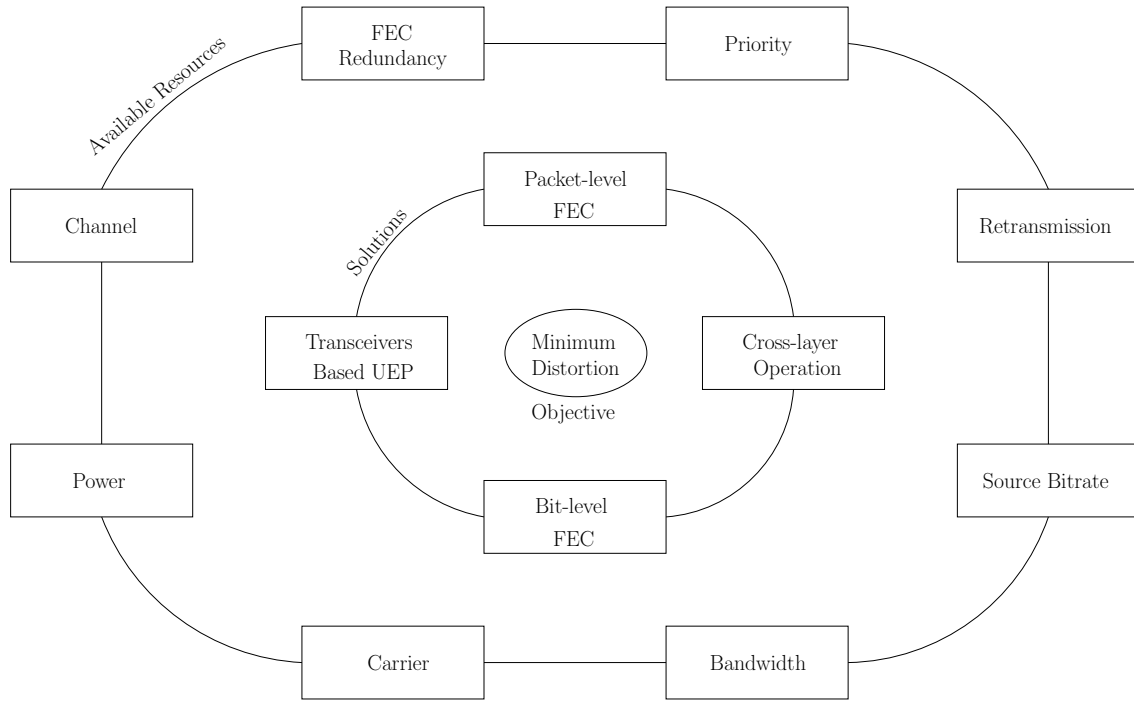 FEC
Redundancy
Priority
Available Resources
Channel
Retransmission
Packet-level
FEC
Solutions
Transceivers
Based UEP
Minimum
Distortion
Objective
Cross-layer
Operation
Power
Source Bitrate
Bit-level
FEC
Carrier
Bandwidth